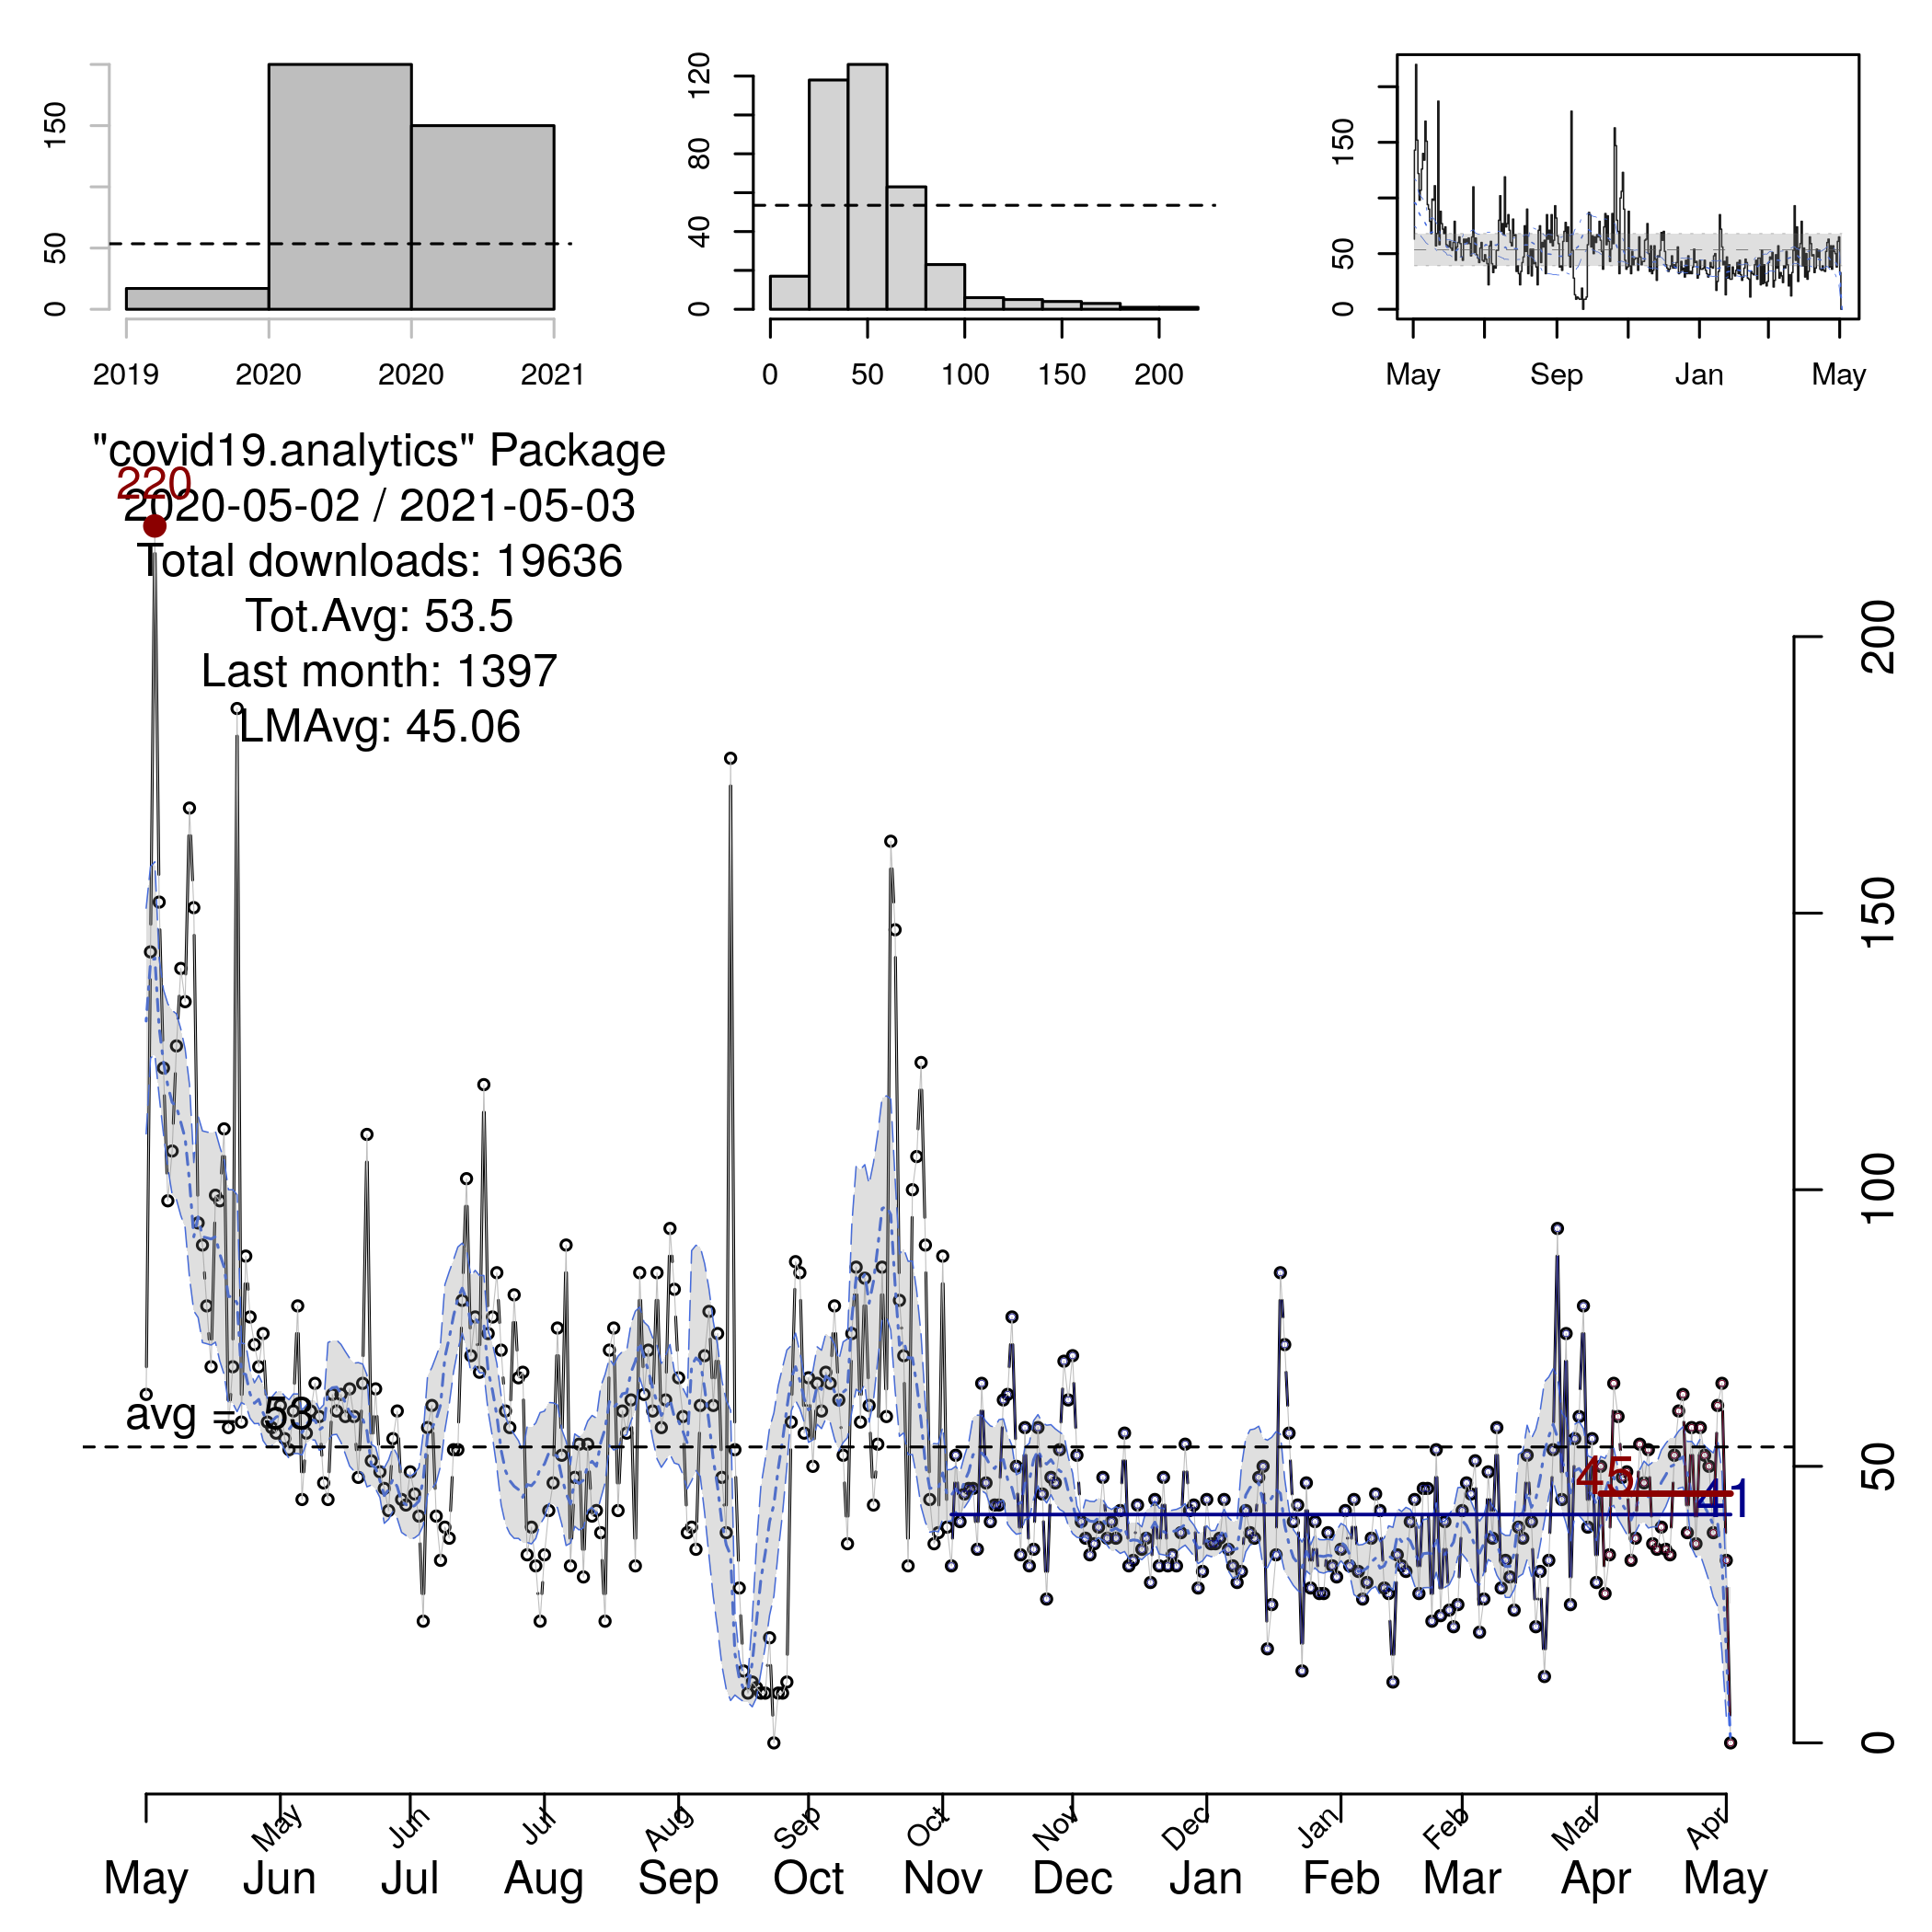 150
50
0
2019 2020 2020 2021
120
80
40
0
0 50 100 150 200
150
50
0
May Sep Jan May
"covid19.analytics" Package
220
2020-05-02 / 2021-05-03
Total downloads: 19636
Tot.Avg: 53.5
Last month: 1397
LMAvg: 45.06
200
150
100
50
0
avg = 53
45
41
May Jun Jul Aug Sep Oct Nov Dec Jan Feb Mar Apr
May Jun Jul Aug Sep Oct Nov Dec Jan Feb Mar Apr May